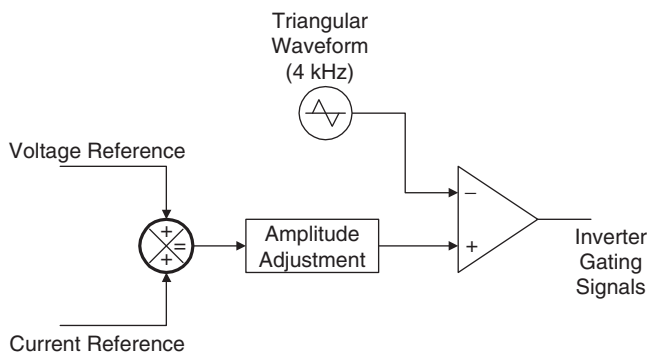 Triangular
Waveform
(4 kHz)
Voltage Reference
−
+
=
+
Amplitude
Adjustment
+
Inverter
Gating
Signals
Current Reference